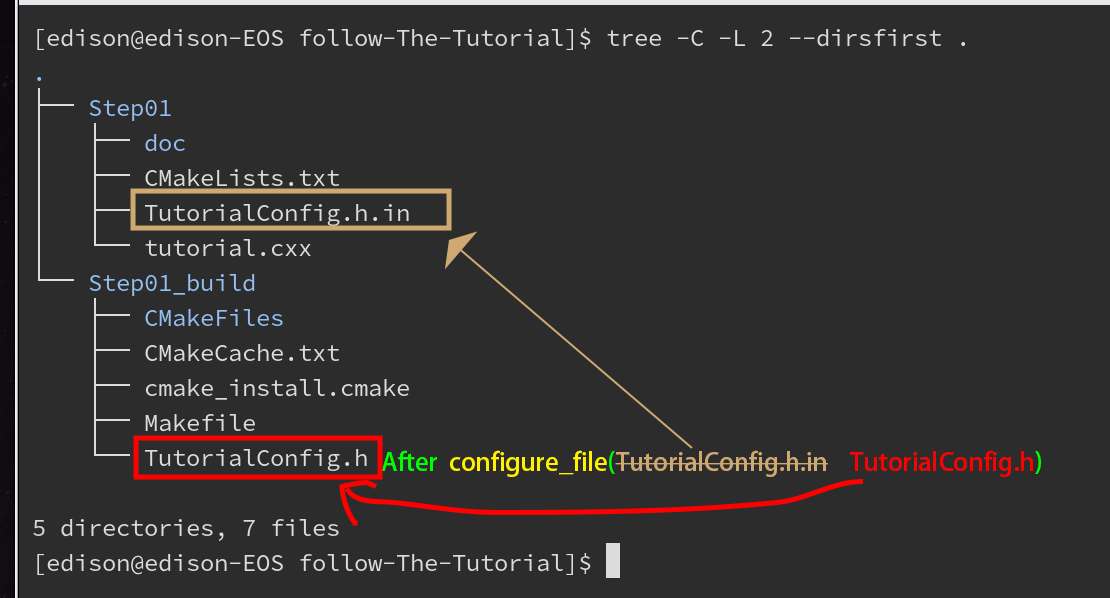 [edison@edison-EOS follow-The-Tutorial]$ tree -C -L 2 --dirsfirst .
.
├── Step01
│   ├── doc
│   ├── CMakeLists.txt
│   ├── TutorialConfig.h.in
│   └── tutorial.cxx
└── Step01_build
    ├── CMakeFiles
    ├── CMakeCache.txt
    ├── cmake_install.cmake
    ├── Makefile
    └── TutorialConfig.h After configure_file(TutorialConfig.h.in TutorialConfig.h)
5 directories, 7 files
[edison@edison-EOS follow-The-Tutorial]$